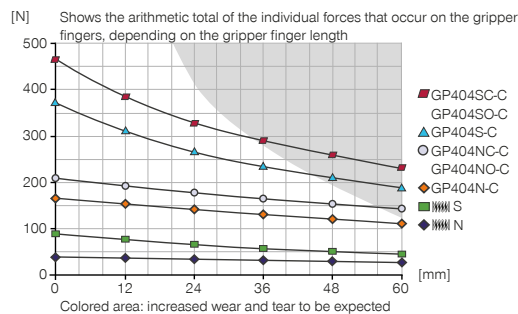 [N]
Shows the arithmetic total of the individual forces that occur on the gripper
fingers, depending on the gripper finger length
500
400
300
200
100
0
0 12 24 36 48 60
[mm]
GP404SC-C
GP404SO-C
GP404S-C
GP404NC-C
GP404NO-C
GP404N-C
S
N
Colored area: increased wear and tear to be expected